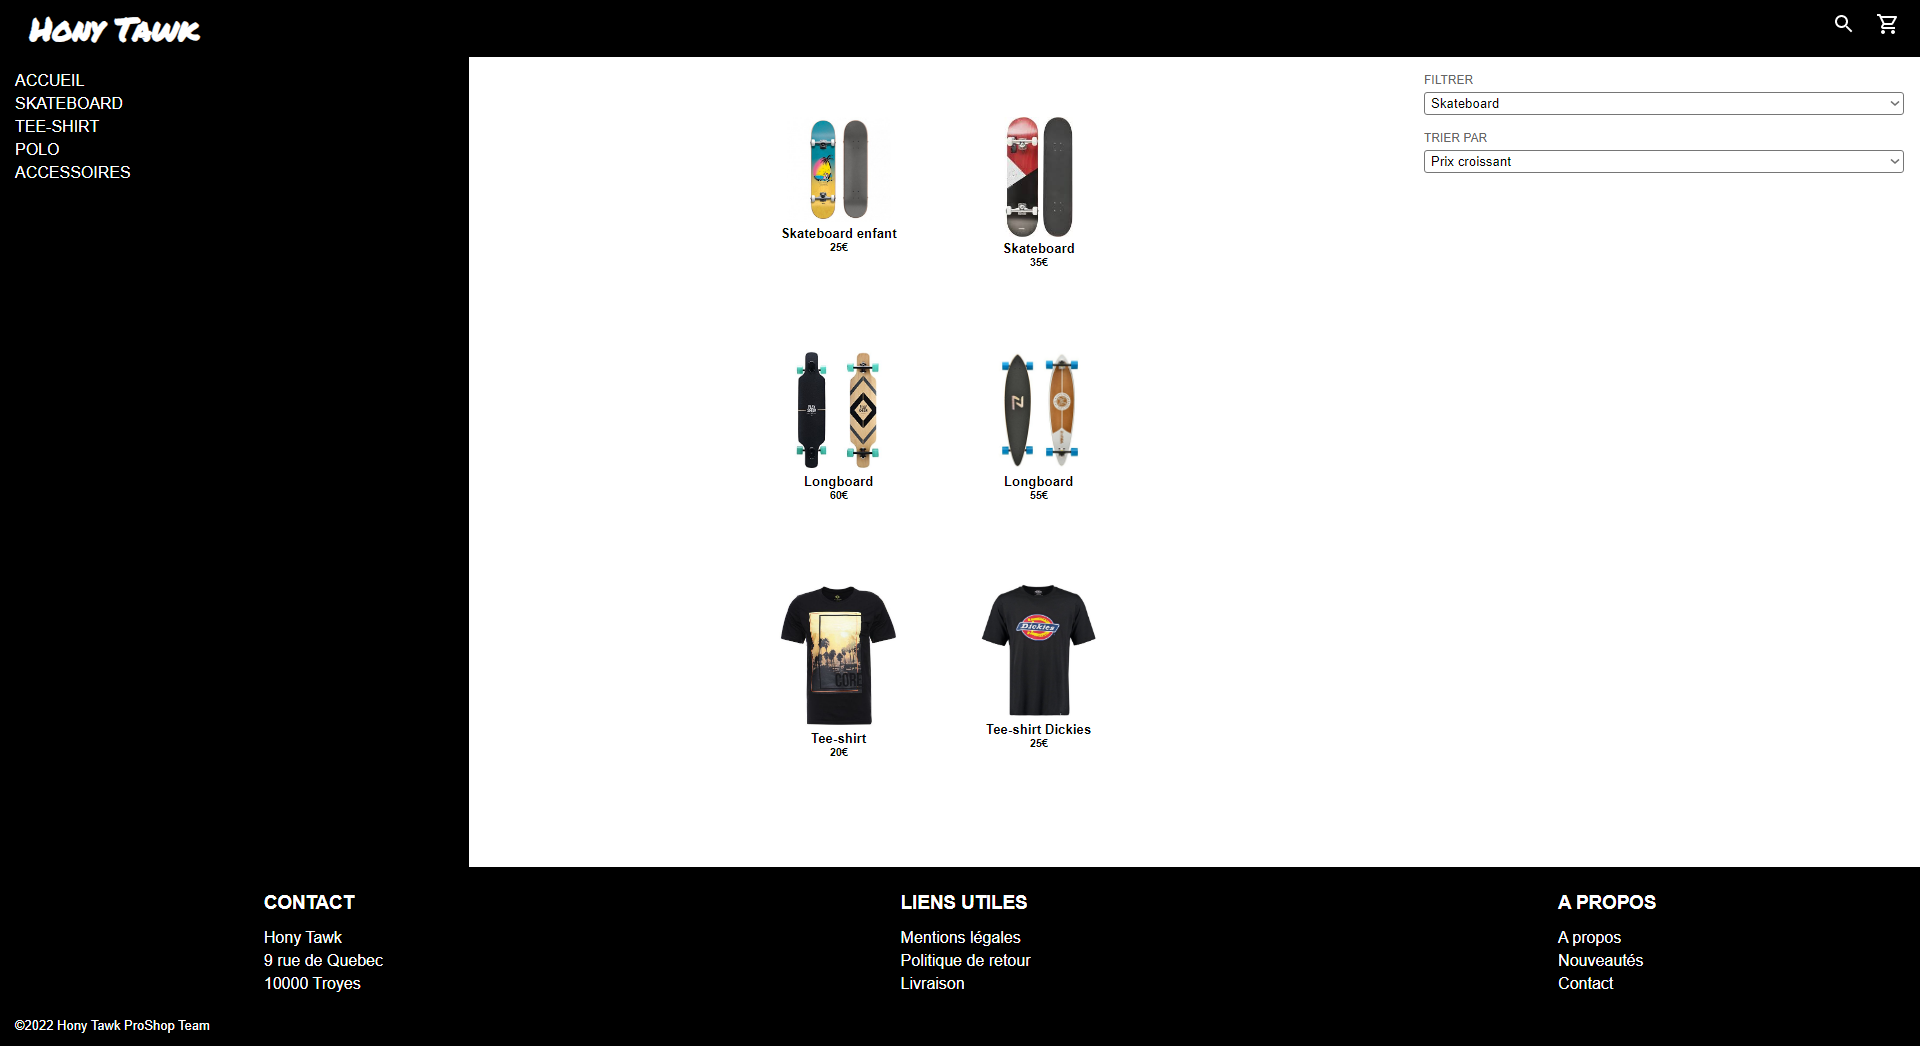 Hony Tawk
ACCUEIL
SKATEBOARD
TEE-SHIRT
POLO
ACCESSOIRES
FILTRER
Skateboard
TRIER PAR
Prix croissant
Skateboard enfant
25€
Skateboard
35€
Longboard
60€
Longboard
55€
CORE
Tee-shirt
20€
Dickies
Tee-shirt Dickies
25€
CONTACT
Hony Tawk
9 rue de Quebec
10000 Troyes
LIENS UTILES
Mentions légales
Politique de retour
Livraison
A PROPOS
A propos
Nouveautés
Contact
©2022 Hony Tawk ProShop Team